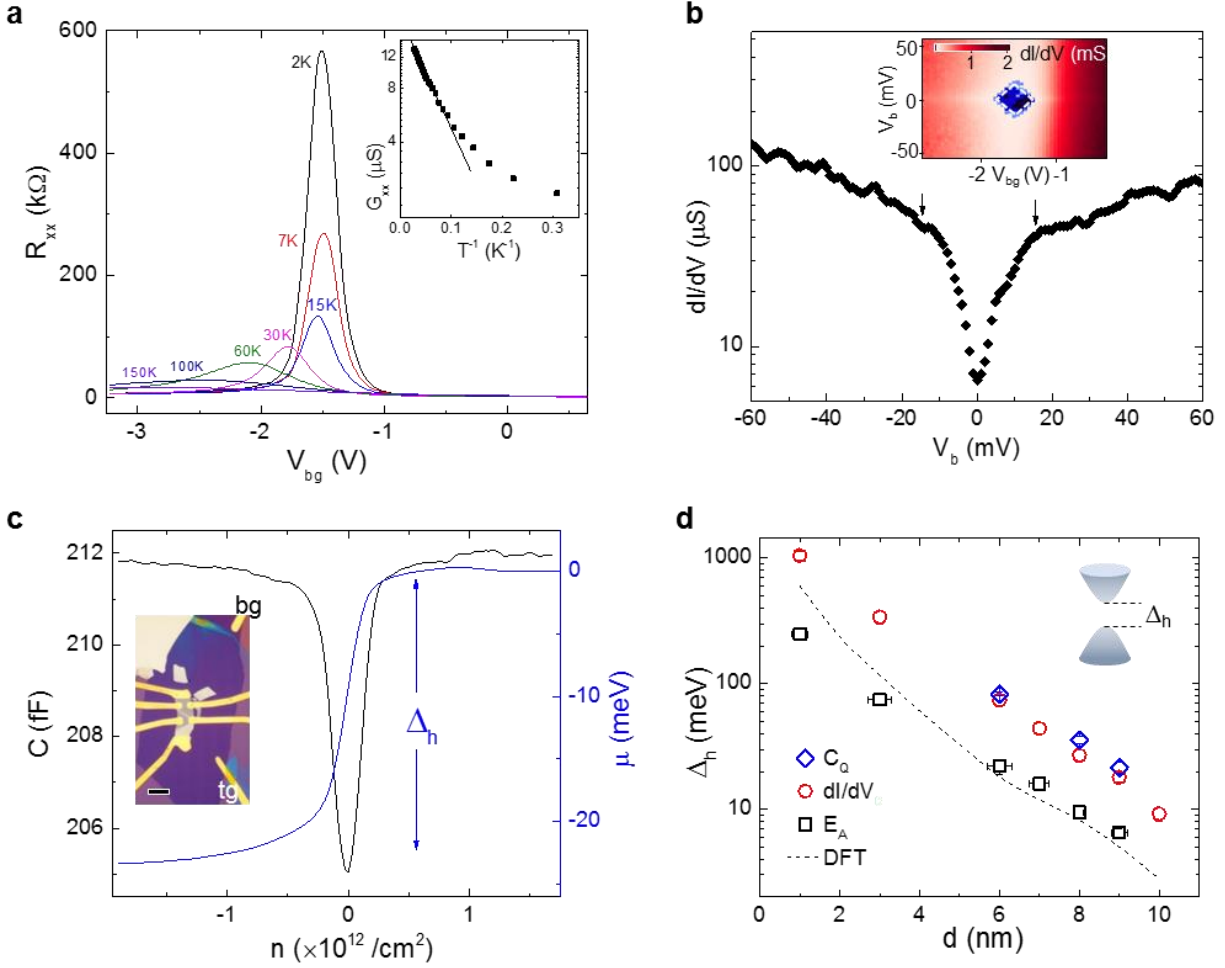 a
600
400
200
0
R_xx (kΩ)
2K
7K
15K
30K
60K
100K
150K
-3 -2 -1 0
V_bg (V)
12
8
4
G_xx (μS)
0.0 0.1 0.2 0.3
T⁻¹ (K⁻¹)
b
100
10
dI/dV (μS)
-60 -40 -20 0 20 40 60
V_b (mV)
50
0
-50
V_b (mV)
1 2
dI/dV (mS)
-2 V_bg (V) -1
c
212
210
208
206
C (fF)
bg
tg
Δ_h
0
-10
-20
μ (meV)
-1 0 1
n (×10¹² /cm²)
d
1000
100
10
Δ_h (meV)
Δ_h
C_Q
dI/dV
E_A
DFT
0 2 4 6 8 10
d (nm)